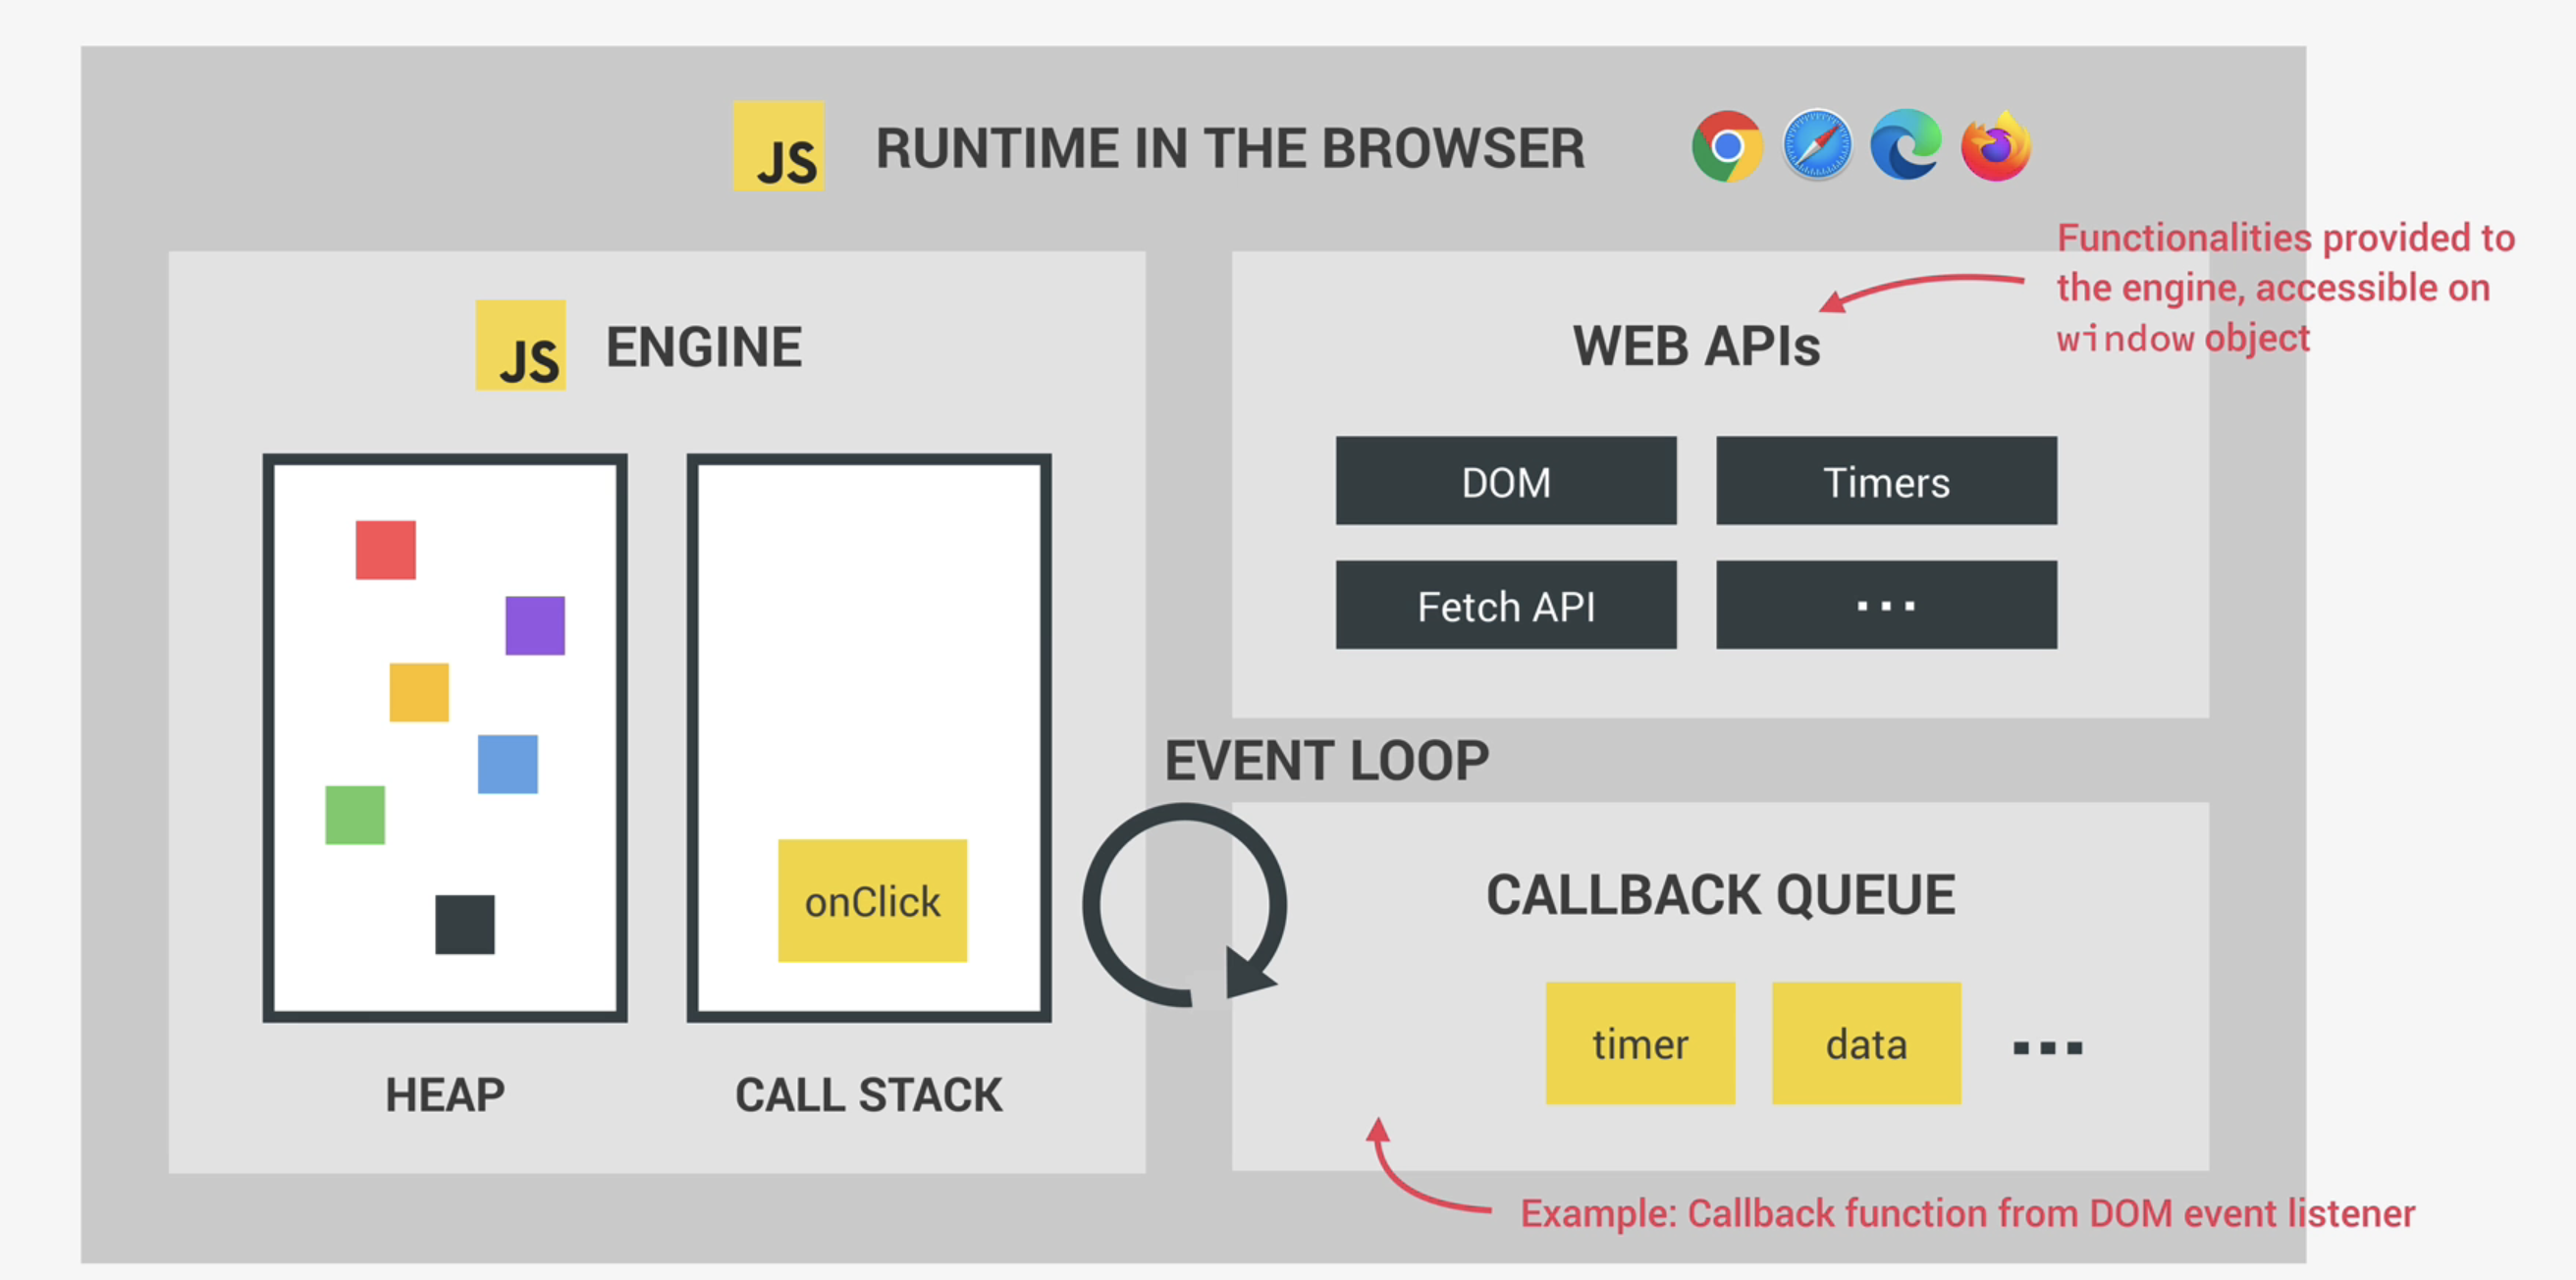 JS RUNTIME IN THE BROWSER
Functionalities provided to
the engine, accessible on
window object
JS ENGINE
HEAP
onClick
CALL STACK
WEB APIs
DOM
Timers
Fetch API
...
EVENT LOOP
CALLBACK QUEUE
timer
data
...
Example: Callback function from DOM event listener